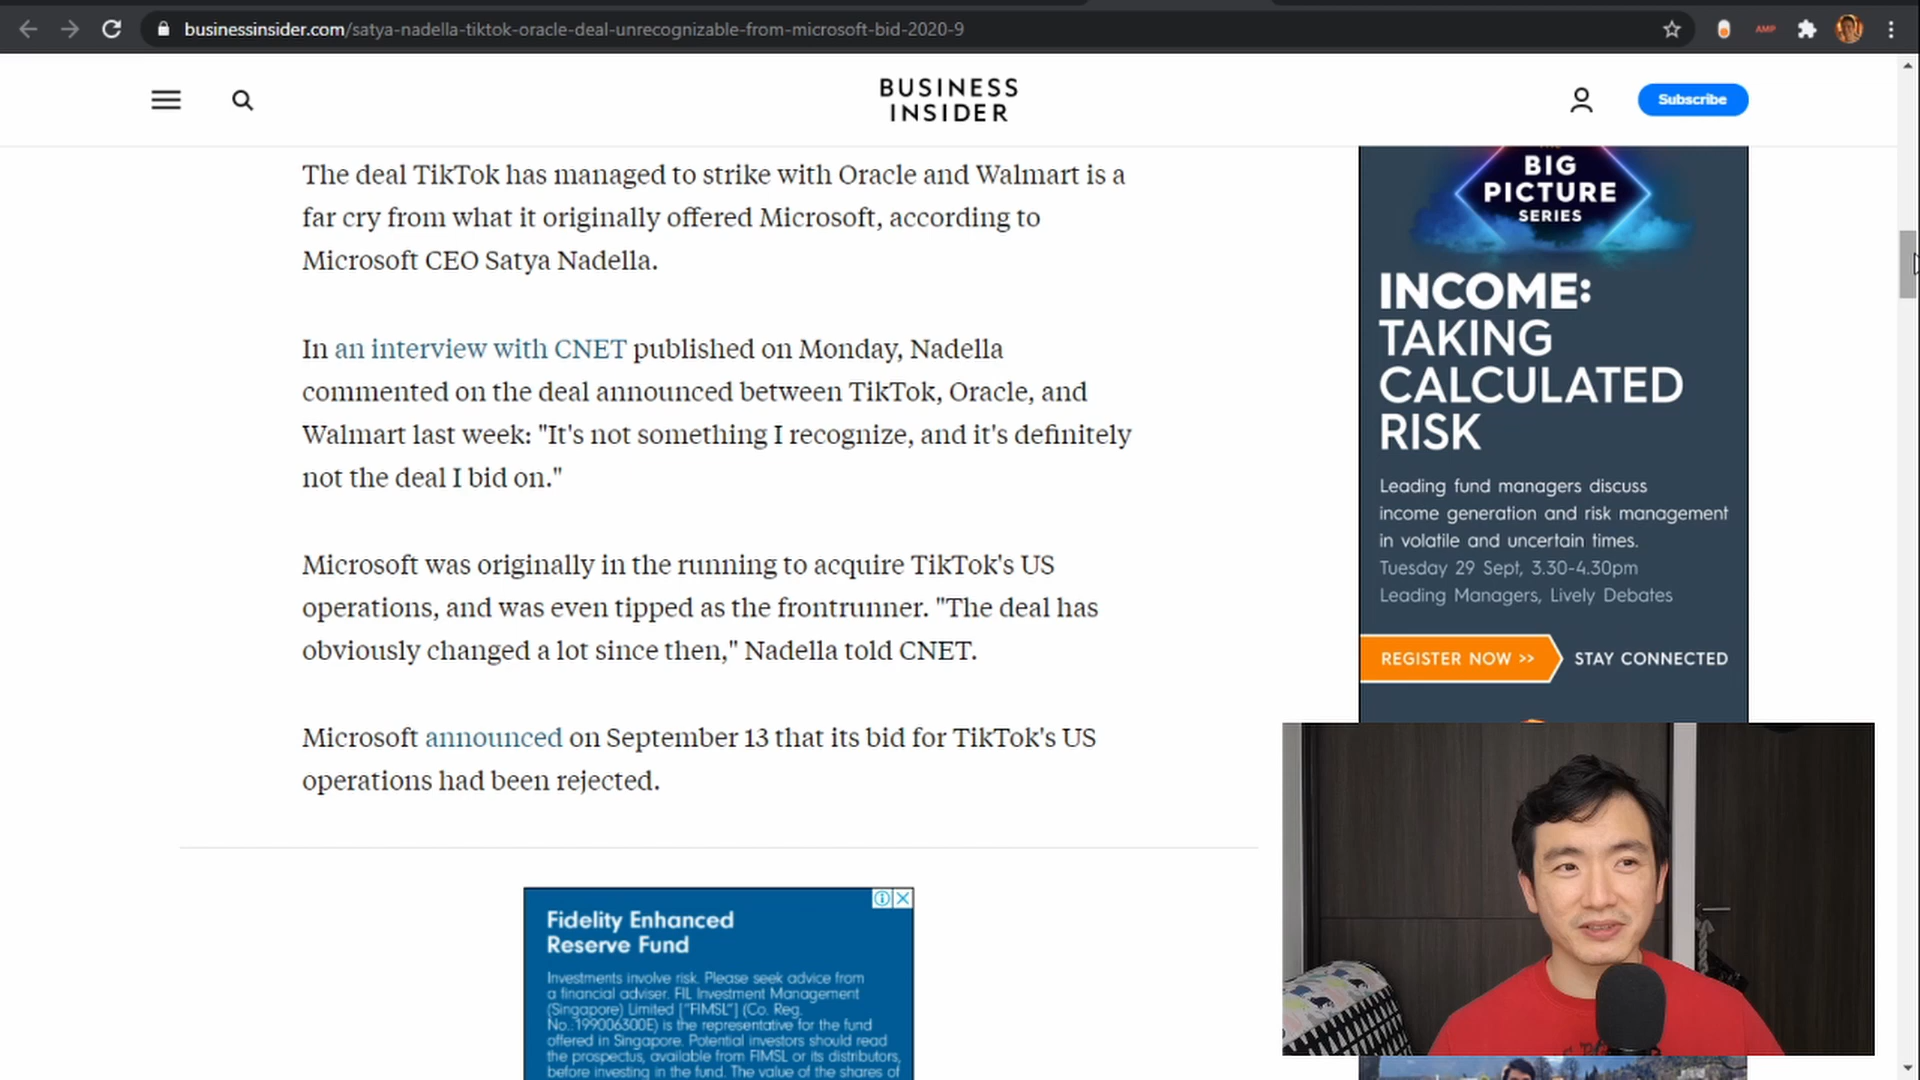 businessinsider.com/satya-nadella-tiktok-oracle-deal-unrecognizable-from-microsoft-bid-2020-9
AMP
BUSINESS
INSIDER
Subscribe
The deal TikTok has managed to strike with Oracle and Walmart is a
far cry from what it originally offered Microsoft, according to
Microsoft CEO Satya Nadella.
In an interview with CNET published on Monday, Nadella
commented on the deal announced between TikTok, Oracle, and
Walmart last week: "It's not something I recognize, and it's definitely
not the deal I bid on."
Microsoft was originally in the running to acquire TikTok's US
operations, and was even tipped as the frontrunner. "The deal has
obviously changed a lot since then," Nadella told CNET.
Microsoft announced on September 13 that its bid for TikTok's US
operations had been rejected.
BIG
PICTURE
SERIES
INCOME:
TAKING
CALCULATED
RISK
Leading fund managers discuss
income generation and risk management
in volatile and uncertain times.
Tuesday 29 Sept, 3.30-4.30pm
Leading Managers, Lively Debates
REGISTER NOW >> STAY CONNECTED
Fidelity Enhanced
Reserve Fund
Investments involve risk. Please seek advice from
a financial adviser. FIL Investment Management
(Singapore) Limited ["FIMSL"] (Co. Reg.
No.:199006300E) is the representative for the fund
offered in Singapore. Potential investors should read
the prospectus, available from FIMSL or its distributors,
before investing in the fund. The value of the shares of